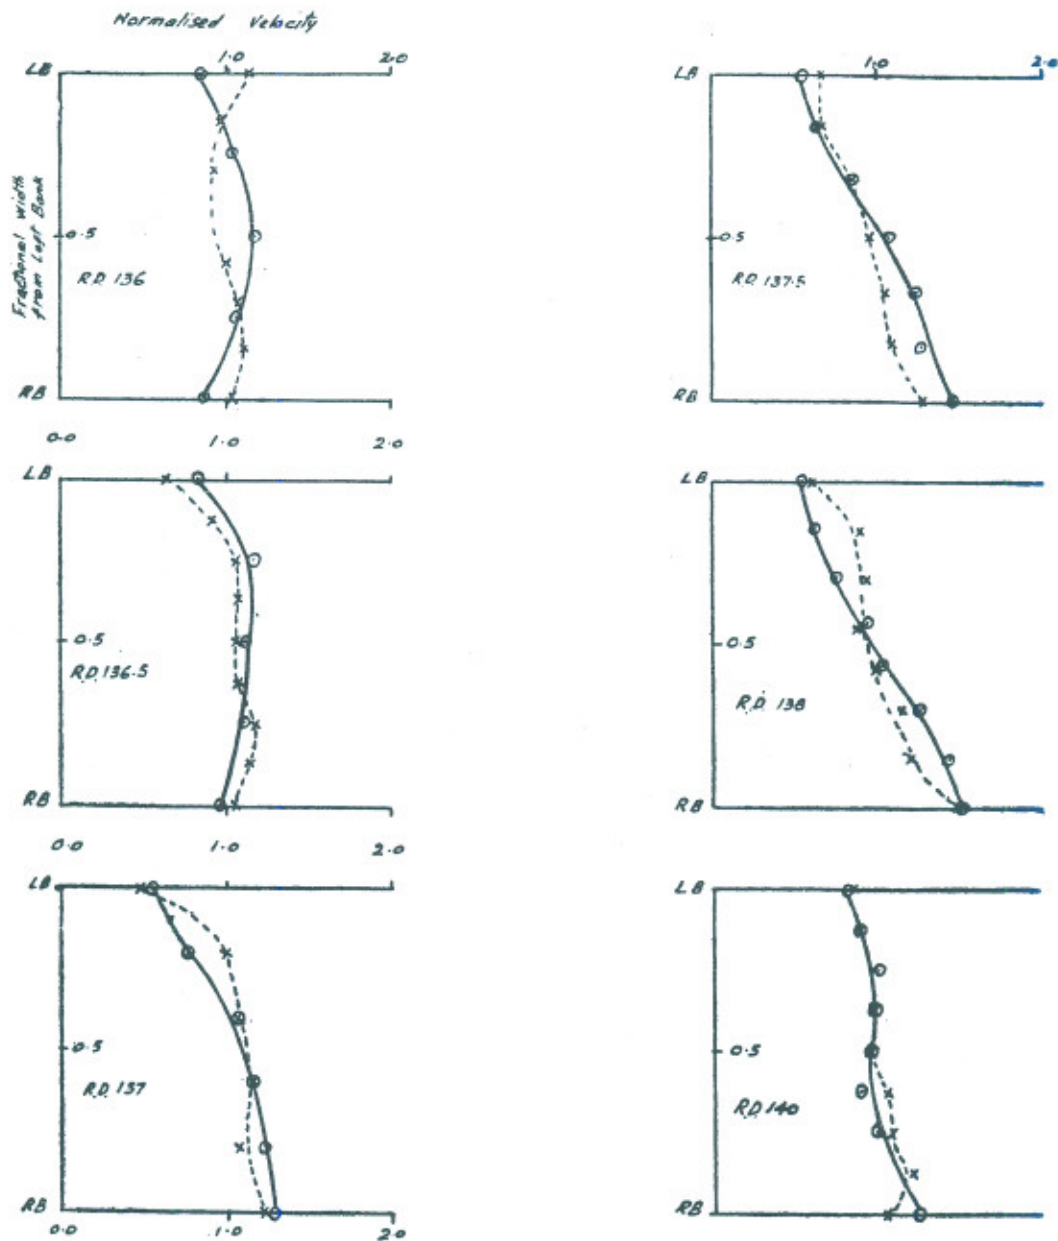 Normalised Velocity
LB
1.0
2.0
Fractional Width
from Left Bank
0.5
R.D. 136
RB
0.0
1.0
2.0
LB
0.5
R.D. 136.5
RB
0.0
1.0
2.0
LB
0.5
R.D. 137
RB
0.0
1.0
2.0
LB
1.0
2.0
0.5
R.D. 137.5
RB
LB
0.5
R.D. 138
RB
LB
0.5
R.D. 140
RB